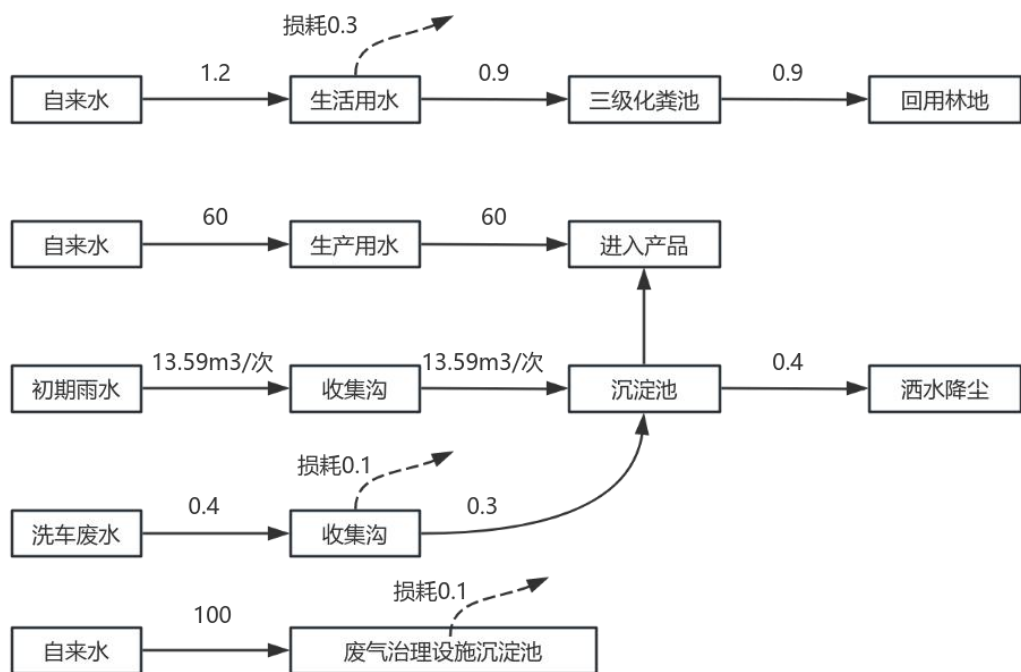 损耗0.3
1.2
0.9
0.9
自来水
生活用水
三级化粪池
回用林地
60
60
自来水
生产用水
进入产品
13.59m3/次
13.59m3/次
0.4
初期雨水
收集沟
沉淀池
洒水降尘
损耗0.1
0.4
0.3
洗车废水
收集沟
损耗0.1
100
自来水
废气治理设施沉淀池